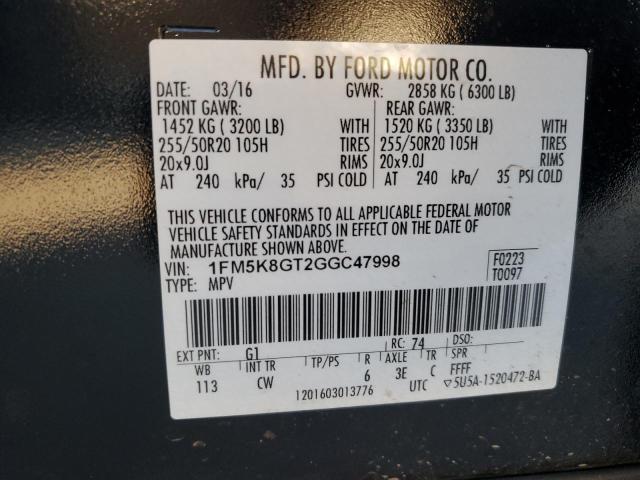 MFD. BY FORD MOTOR CO.
DATE: 03/16 GVWR: 2858 KG ( 6300 LB)
FRONT GAWR: REAR GAWR:
1452 KG ( 3200 LB) WITH 1520 KG ( 3350 LB) WITH
255/50R20 105H TIRES 255/50R20 105H TIRES
20x9.0J RIMS 20x9.0J RIMS
AT 240 kPa/ 35 PSI COLD AT 240 kPa/ 35 PSI COLD
THIS VEHICLE CONFORMS TO ALL APPLICABLE FEDERAL MOTOR
VEHICLE SAFETY STANDARDS IN EFFECT ON THE DATE OF
MANUFACTURE SHOWN ABOVE.
VIN: 1FM5K8GT2GGC47998 F0223
TYPE: MPV T0097
EXT PNT: G1 RC: 74 DSO:
WB INT TR TP/PS R AXLE TR SPR
113 CW 6 3E C FFFF
1201603013776 UTC ▽5U5A-1520472-BA